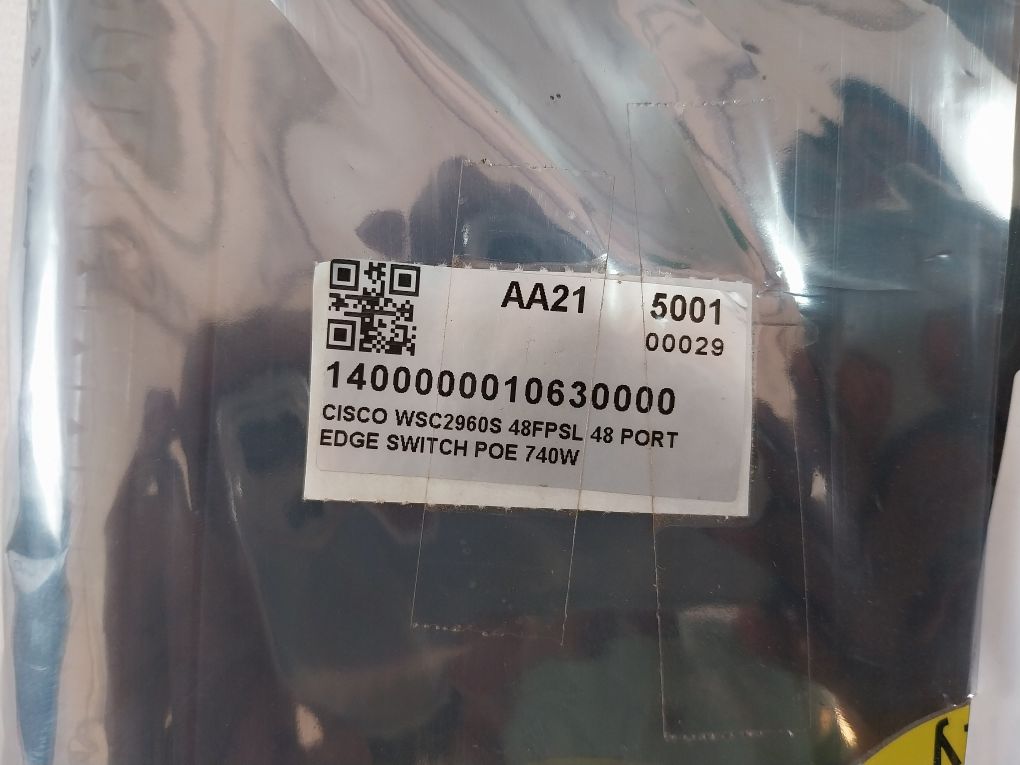 AA21 5001
00029
1400000010630000
CISCO WSC2960S 48FPSL 48 PORT
EDGE SWITCH POE 740W